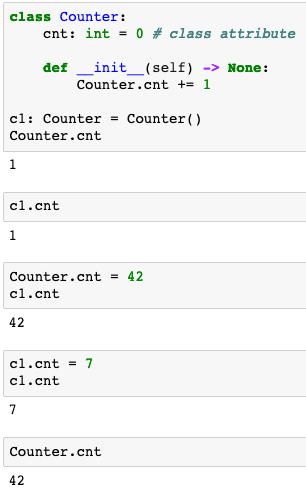 class Counter:
    cnt: int = 0 # class attribute
    def __init__(self) -> None:
        Counter.cnt += 1
c1: Counter = Counter()
Counter.cnt
1
c1.cnt
1
Counter.cnt = 42
c1.cnt
42
c1.cnt = 7
c1.cnt
7
Counter.cnt
42